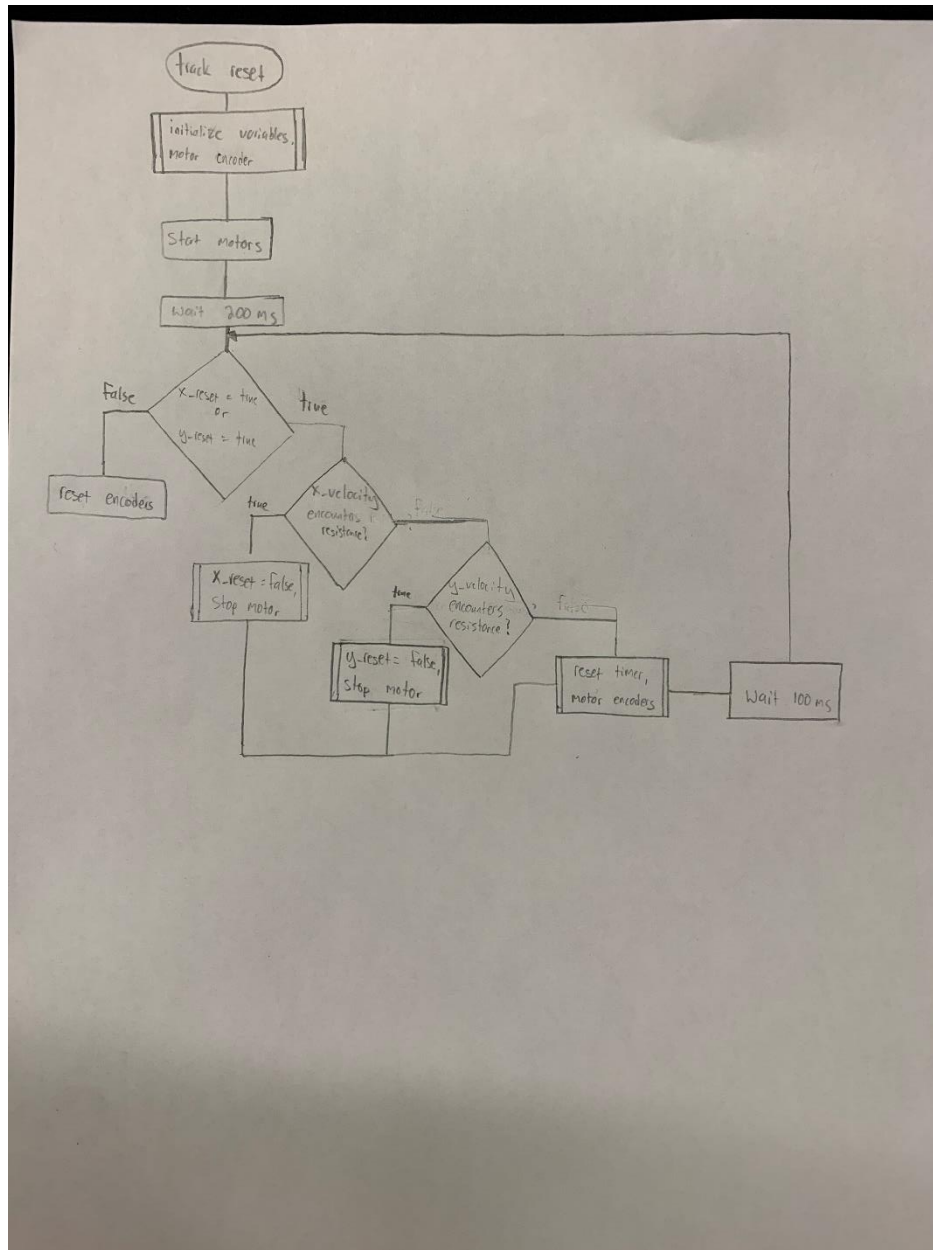 track reset
initialize variables,
motor encoder
Start motors
Wait 200 ms
False
x_reset = true
or
y_reset = true
true
reset encoders
true
x_velocity
encounters
resistance?
false
x_reset = false,
Stop motor
true
y_velocity
encounters
resistance?
false
y_reset = false,
stop motor
reset timer,
motor encoders
Wait 100 ms